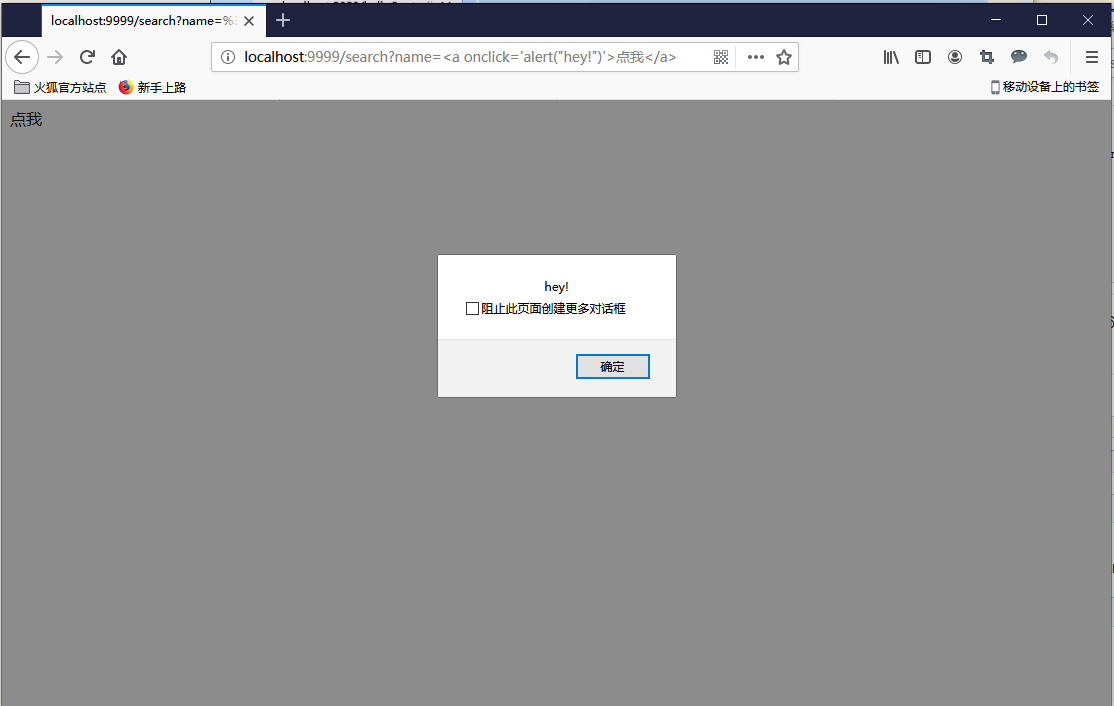 localhost:9999/search?name=%
localhost:9999/search?name=<a onclick='alert("hey!")'>点我</a>
火狐官方站点 新手上路 移动设备上的书签
点我
hey!
阻止此页面创建更多对话框
确定